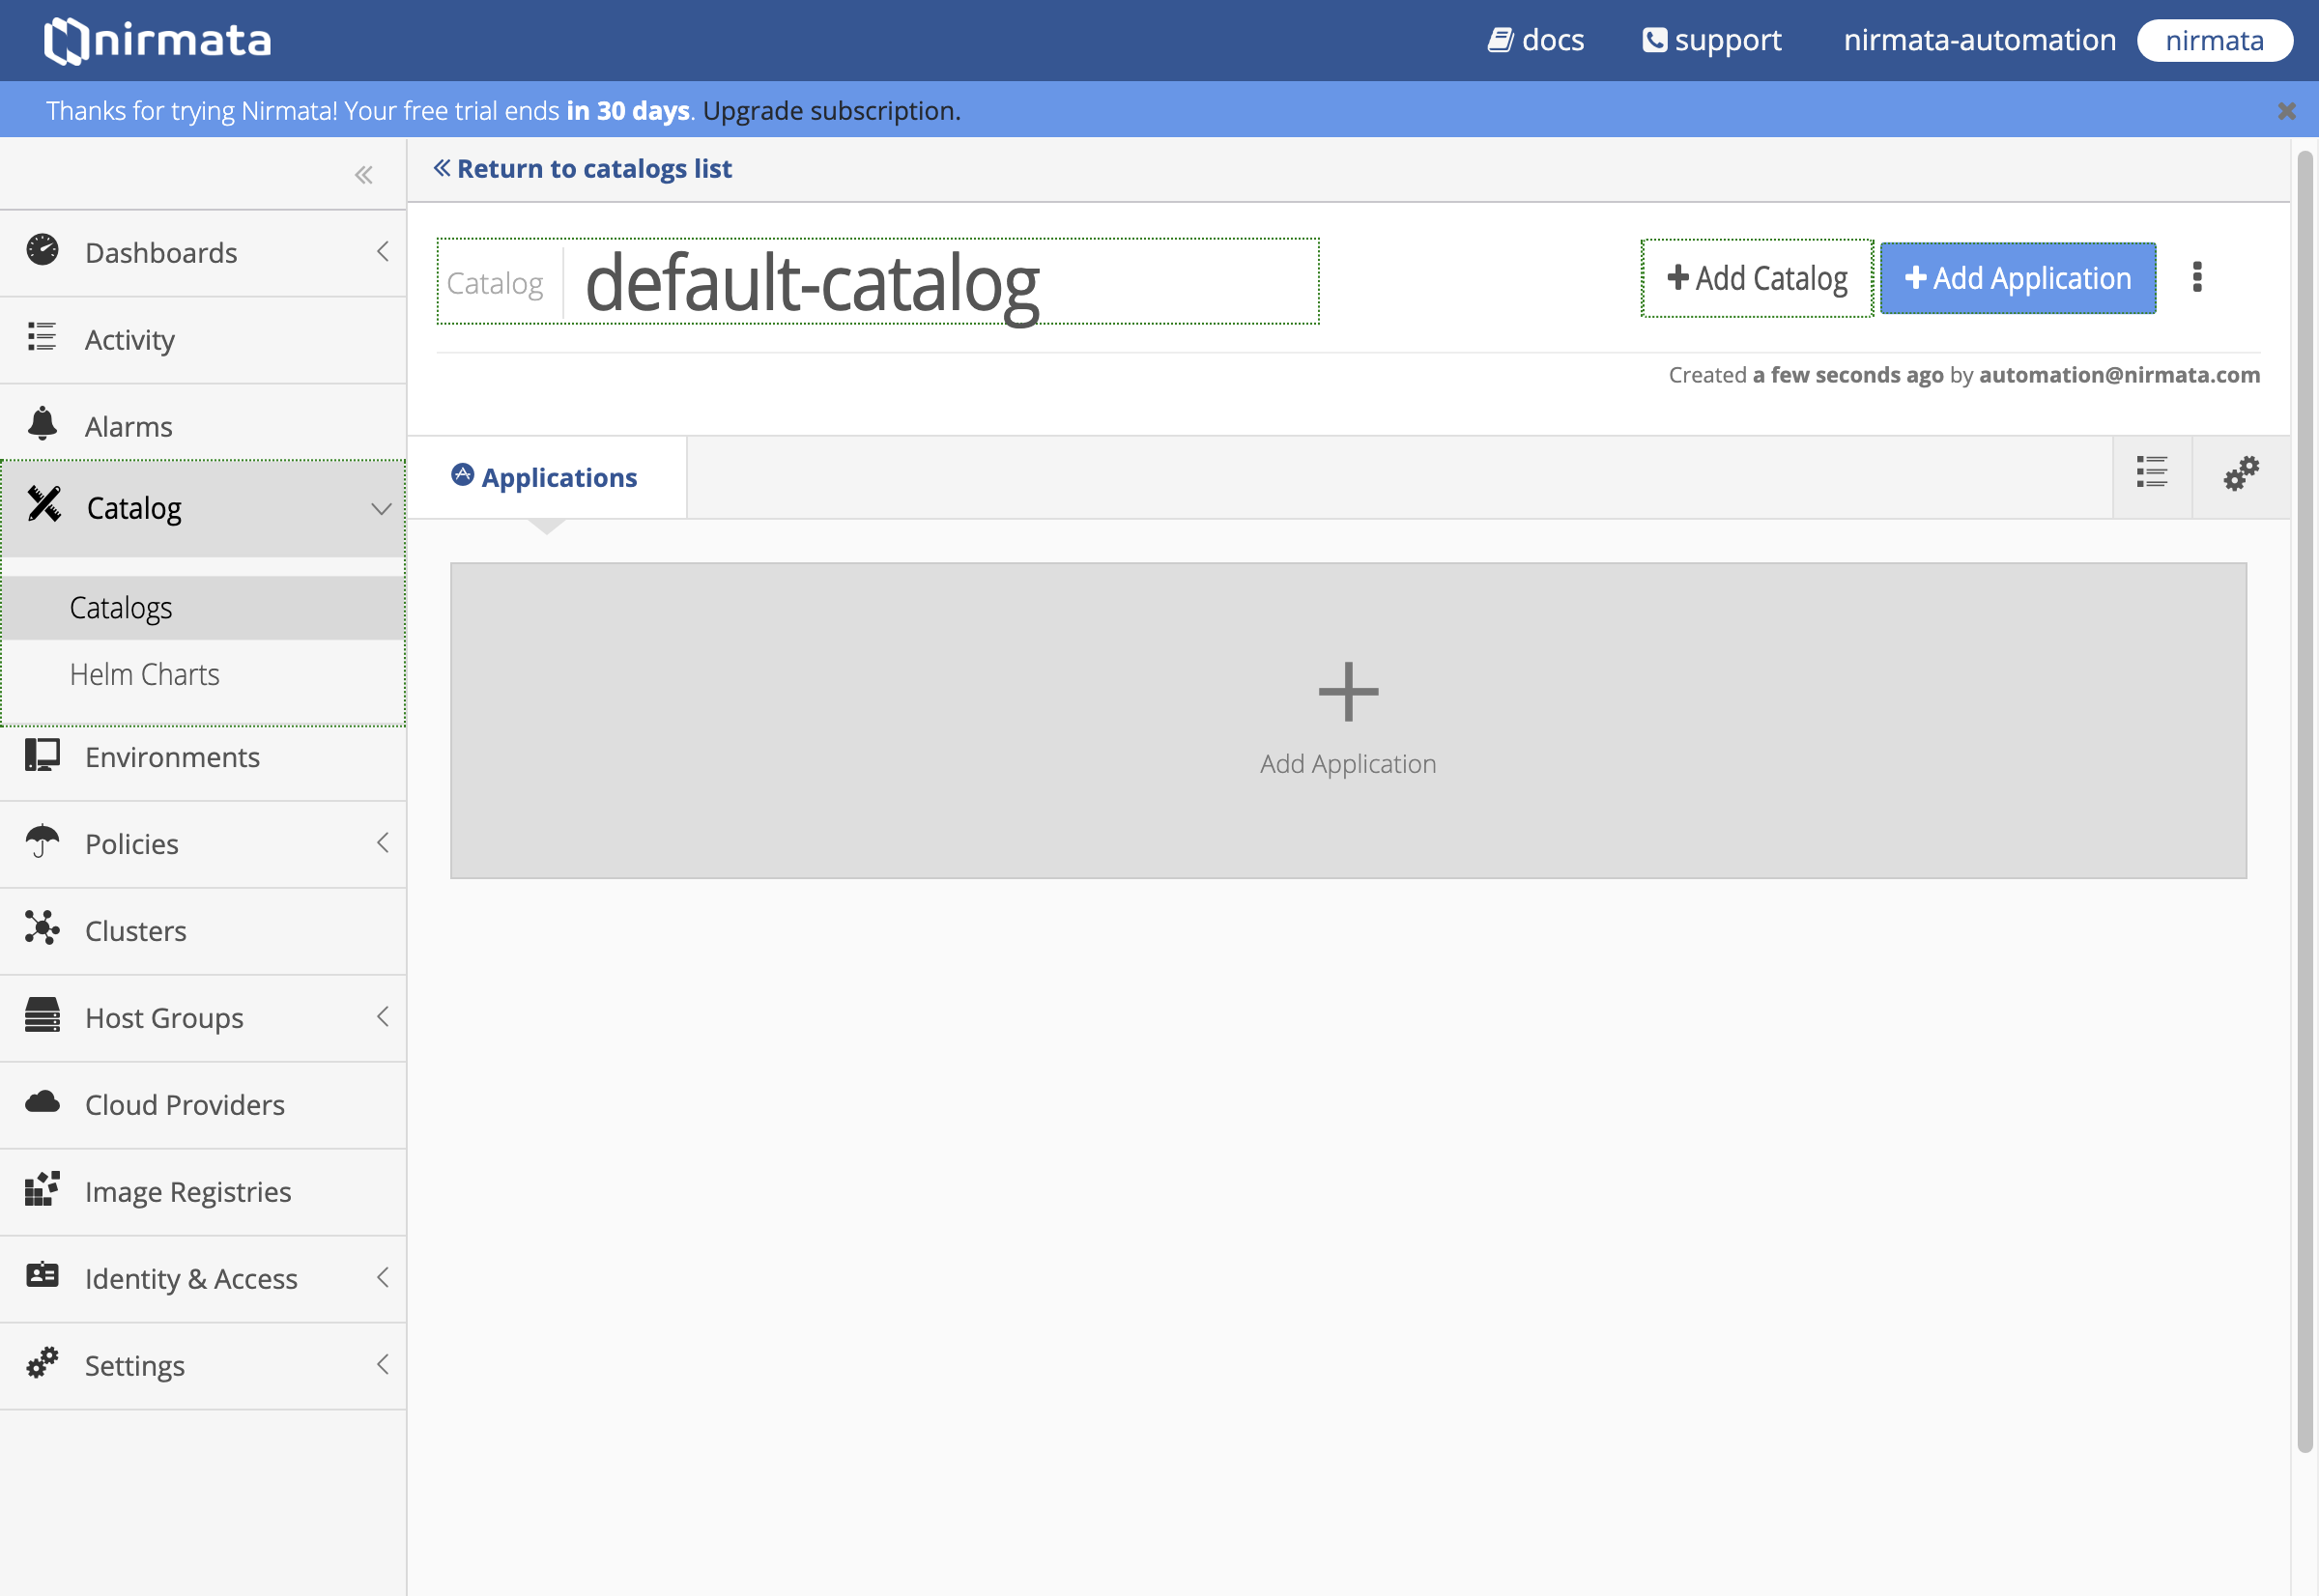 nirmata
docs support nirmata-automation nirmata
Thanks for trying Nirmata! Your free trial ends in 30 days. Upgrade subscription.
Return to catalogs list
Dashboards
Activity
Alarms
Catalog
Catalogs
Helm Charts
Environments
Policies
Clusters
Host Groups
Cloud Providers
Image Registries
Identity & Access
Settings
Catalog default-catalog
Add Catalog Add Application
Created a few seconds ago by automation@nirmata.com
Applications
Add Application